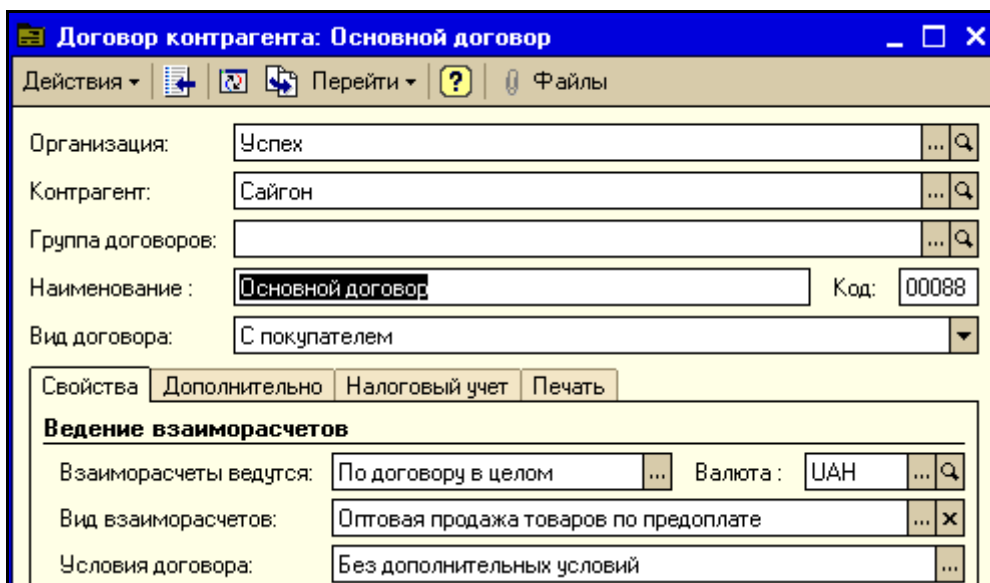 Договор контрагента: Основной договор
Действия Перейти ? Файлы
Организация: Успех ...
Контрагент: Сайгон ...
Группа договоров: ...
Наименование : Основной договор Код: 00088
Вид договора: С покупателем
Свойства Дополнительно Налоговый учет Печать
Ведение взаиморасчетов
Взаиморасчеты ведутся: По договору в целом ... Валюта : UAH ...
Вид взаиморасчетов: Оптовая продажа товаров по предоплате ... x
Условия договора: Без дополнительных условий ...